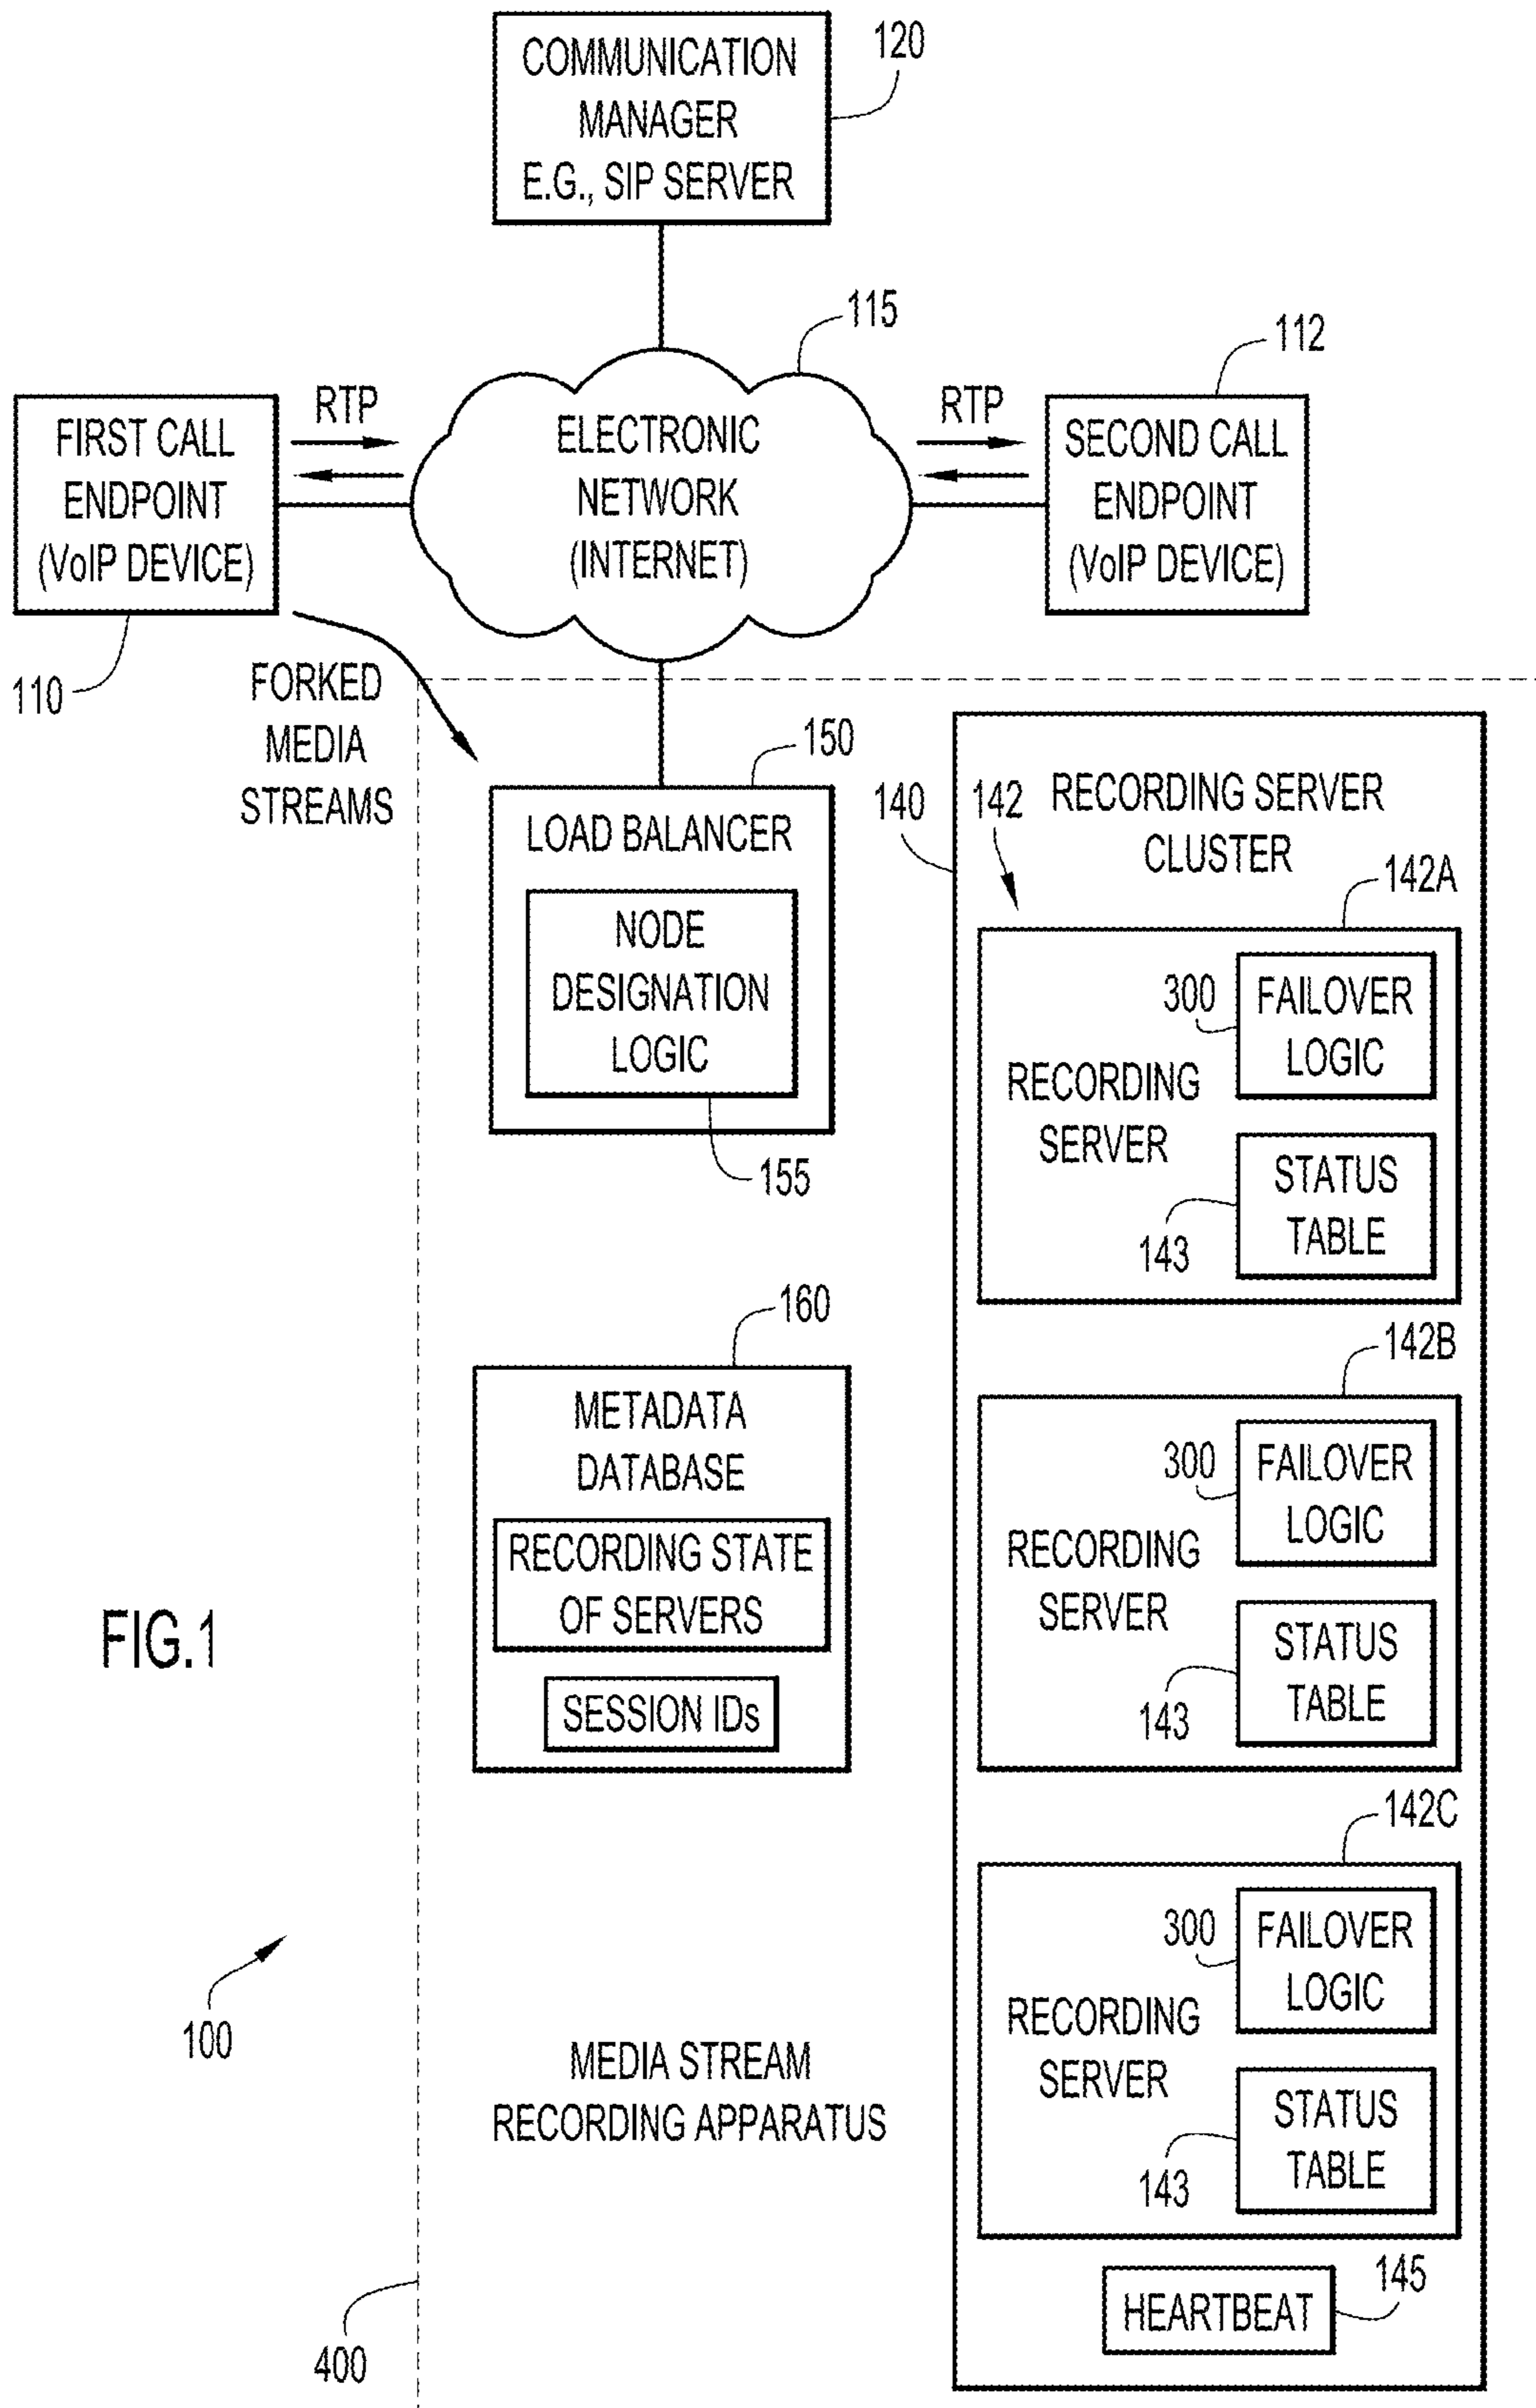 COMMUNICATION
MANAGER
E.G., SIP SERVER
120
115
112
RTP
RTP
FIRST CALL
ENDPOINT
(VoIP DEVICE)
ELECTRONIC
NETWORK
(INTERNET)
SECOND CALL
ENDPOINT
(VoIP DEVICE)
110
FORKED
MEDIA
STREAMS
150
LOAD BALANCER
NODE
DESIGNATION
LOGIC
155
140
142
RECORDING SERVER
CLUSTER
142A
300
FAILOVER
LOGIC
RECORDING
SERVER
143
STATUS
TABLE
160
METADATA
DATABASE
RECORDING STATE
OF SERVERS
SESSION IDs
142B
300
FAILOVER
LOGIC
RECORDING
SERVER
143
STATUS
TABLE
FIG.1
142C
300
FAILOVER
LOGIC
RECORDING
SERVER
143
STATUS
TABLE
100
MEDIA STREAM
RECORDING APPARATUS
145
HEARTBEAT
400